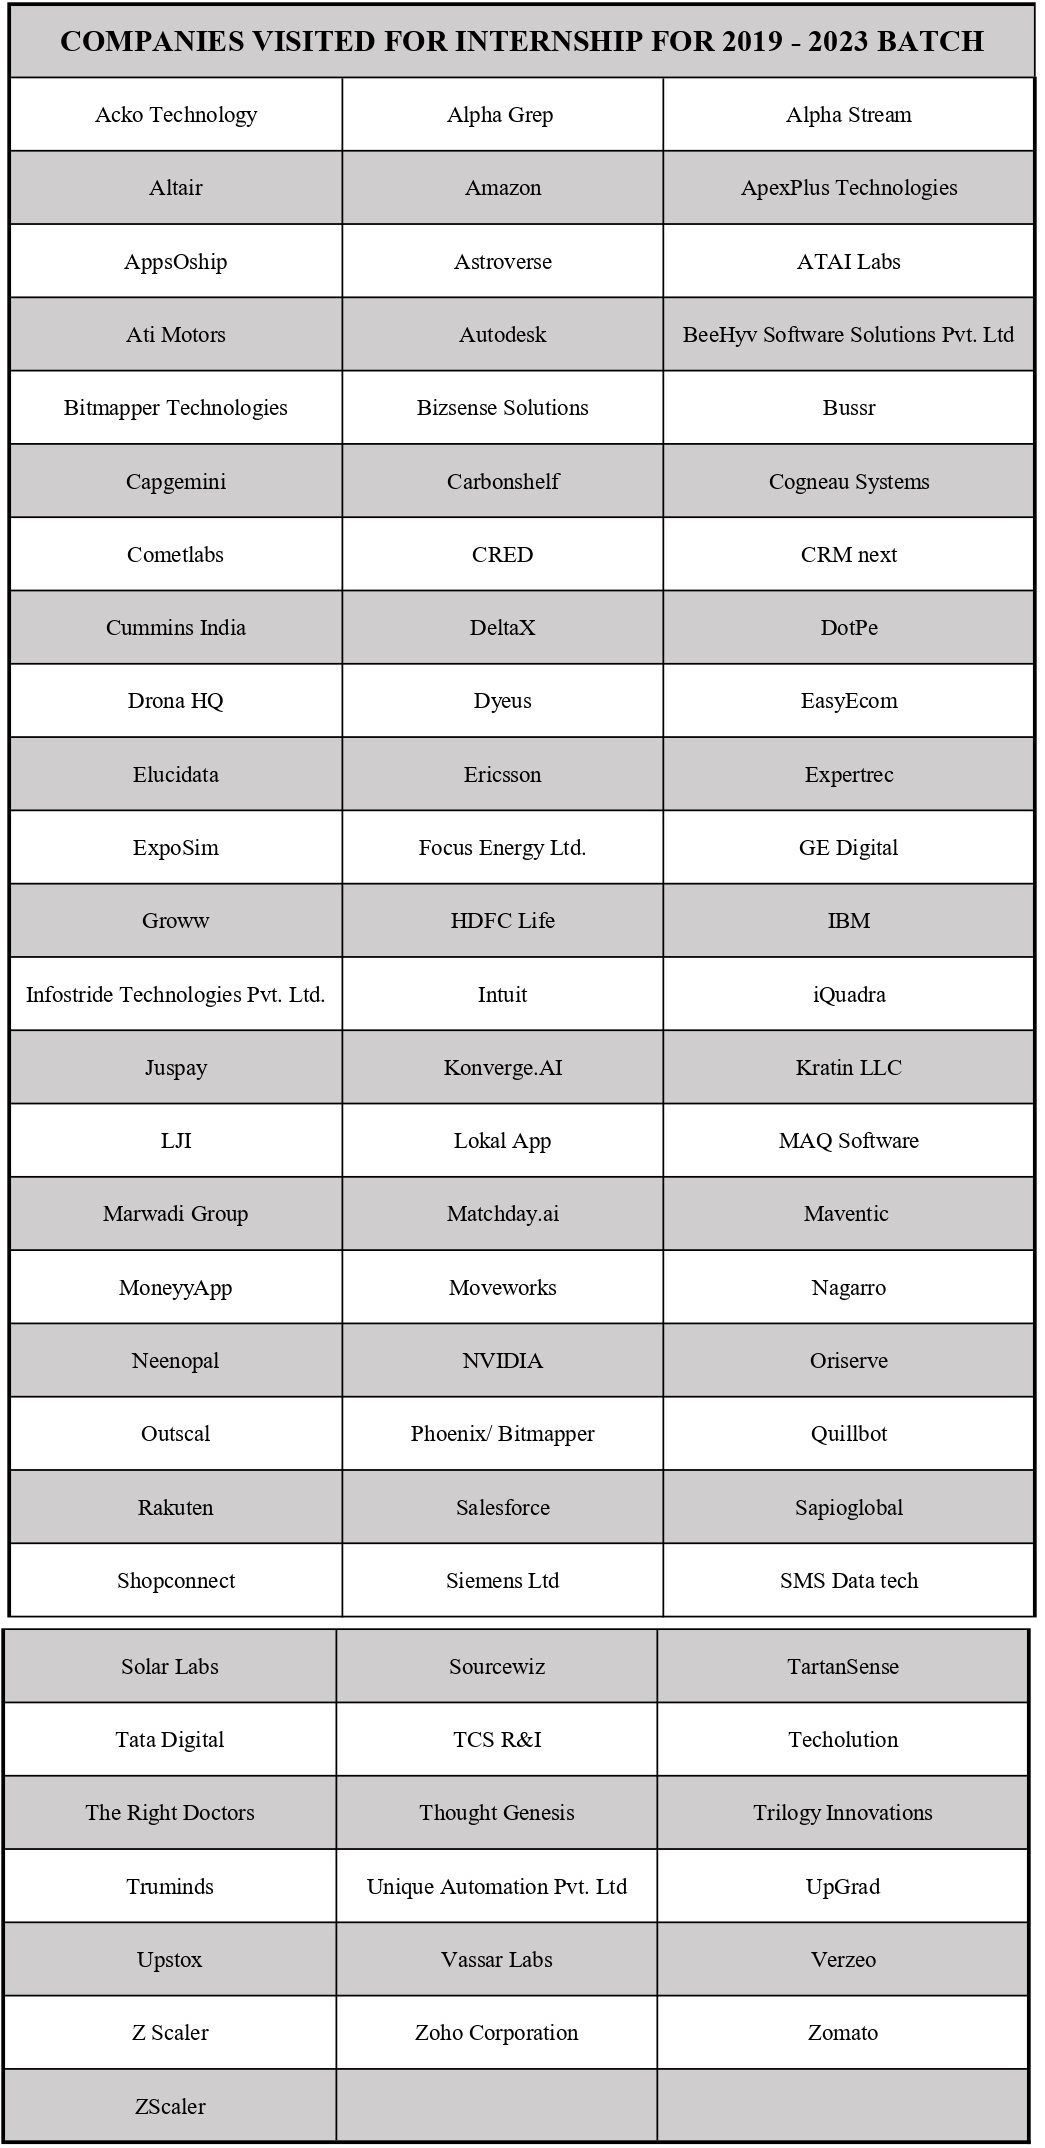 COMPANIES VISITED FOR INTERNSHIP FOR 2019 - 2023 BATCH
Acko Technology Alpha Grep Alpha Stream
Altair Amazon ApexPlus Technologies
AppsOship Astroverse ATAI Labs
Ati Motors Autodesk BeeHyv Software Solutions Pvt. Ltd
Bitmapper Technologies Bizsense Solutions Bussr
Capgemini Carbonshelf Cogneau Systems
Cometlabs CRED CRM next
Cummins India DeltaX DotPe
Drona HQ Dyeus EasyEcom
Elucidata Ericsson Expertrec
ExpoSim Focus Energy Ltd. GE Digital
Groww HDFC Life IBM
Infostride Technologies Pvt. Ltd. Intuit iQuadra
Juspay Konverge.AI Kratin LLC
LJI Lokal App MAQ Software
Marwadi Group Matchday.ai Maventic
MoneyyApp Moveworks Nagarro
Neenopal NVIDIA Oriserve
Outscal Phoenix/ Bitmapper Quillbot
Rakuten Salesforce Sapioglobal
Shopconnect Siemens Ltd SMS Data tech
Solar Labs Sourcewiz TartanSense
Tata Digital TCS R&I Techolution
The Right Doctors Thought Genesis Trilogy Innovations
Truminds Unique Automation Pvt. Ltd UpGrad
Upstox Vassar Labs Verzeo
Z Scaler Zoho Corporation Zomato
ZScaler